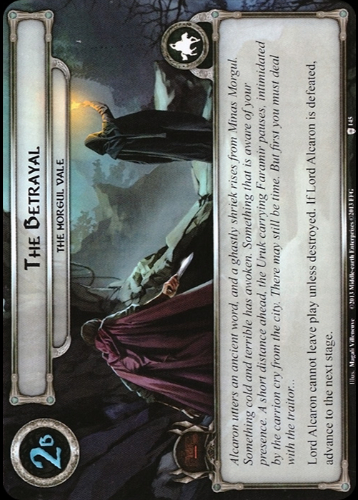 2B
THE BETRAYAL
THE MORGUL VALE
Alcaron utters an ancient word, and a ghastly shriek rises from Minas Morgul.
Something cold and terrible has awoken. Something that is aware of your
presence. A short distance ahead, the Uruk carrying Faramir pauses, intimidated
by the carrion cry from the city. There may still be time. But first you must deal
with the traitor...
Lord Alcaron cannot leave play unless destroyed. If Lord Alcaron is defeated,
advance to the next stage.
Illus. Magali Villeneuve ©2013 Middle-earth Enterprises ©2013 FFG 145